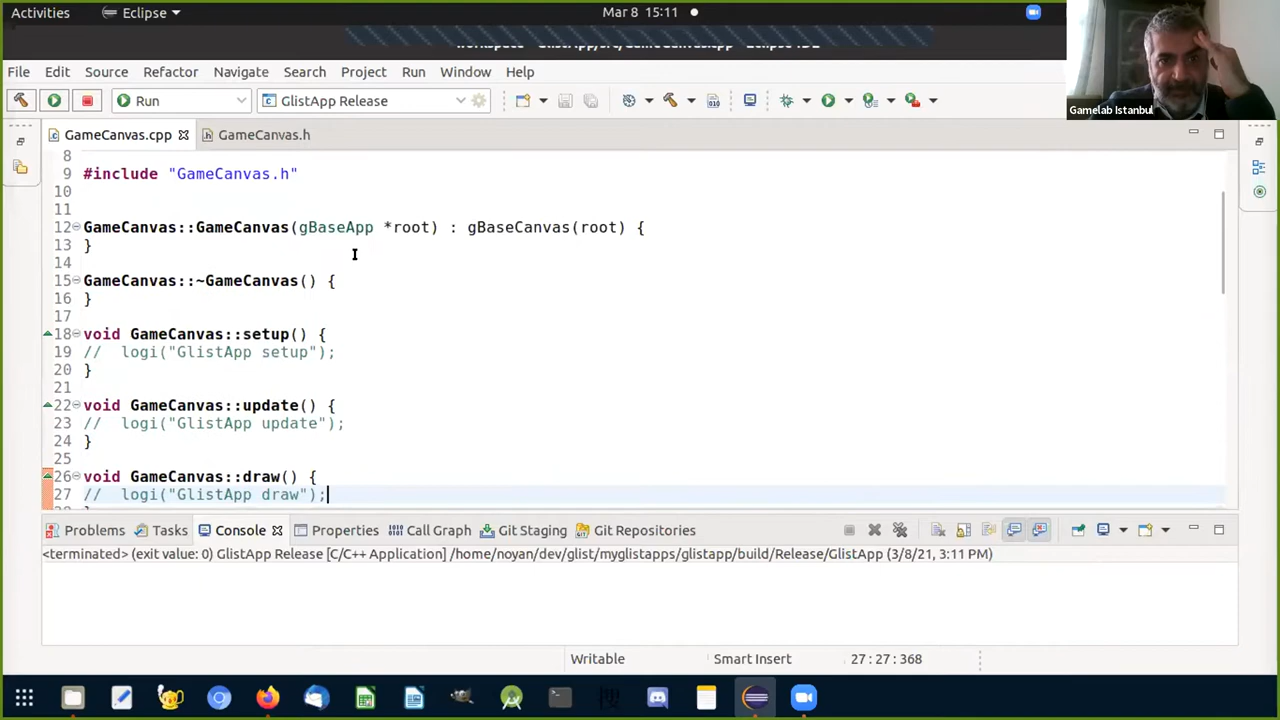 Activities Eclipse Mar 8 15:11
Gamelab Istanbul
File Edit Source Refactor Navigate Search Project Run Window Help
Run GlistApp Release
GameCanvas.cpp GameCanvas.h
8
9 #include "GameCanvas.h"
10
11
12 GameCanvas::GameCanvas(gBaseApp *root) : gBaseCanvas(root) {
13 }
14
15 GameCanvas::~GameCanvas() {
16 }
17
18 void GameCanvas::setup() {
19 // logi("GlistApp setup");
20 }
21
22 void GameCanvas::update() {
23 // logi("GlistApp update");
24 }
25
26 void GameCanvas::draw() {
27 // logi("GlistApp draw");
Problems Tasks Console Properties Call Graph Git Staging Git Repositories
<terminated> (exit value: 0) GlistApp Release [C/C++ Application] /home/noyan/dev/glist/myglistapps/glistapp/build/Release/GlistApp (3/8/21, 3:11 PM)
Writable Smart Insert 27:27:368